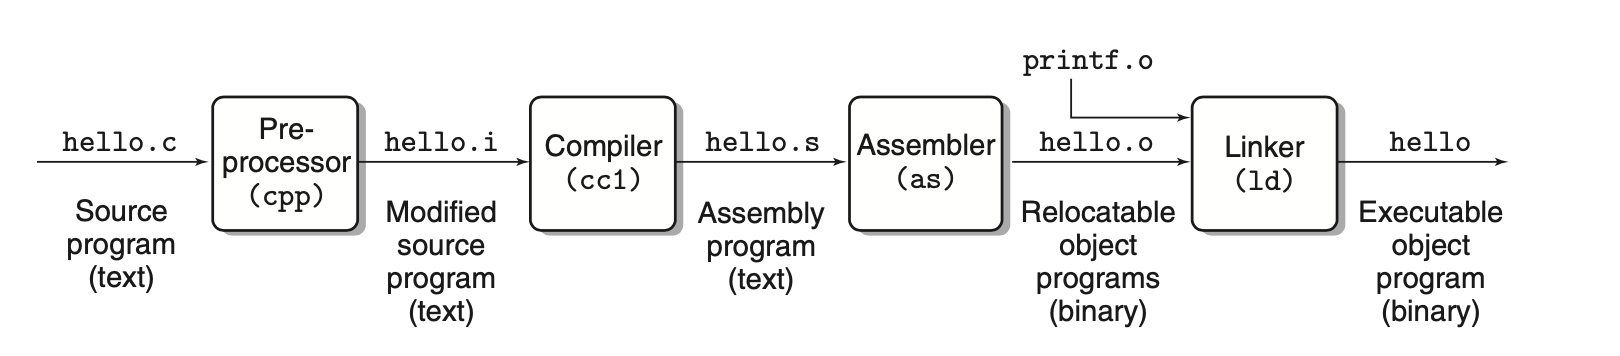 printf.o
hello.c
Pre-
processor
(cpp)
hello.i
Compiler
(cc1)
hello.s
Assembler
(as)
hello.o
Linker
(ld)
hello
Source
program
(text)
Modified
source
program
(text)
Assembly
program
(text)
Relocatable
object
programs
(binary)
Executable
object
program
(binary)